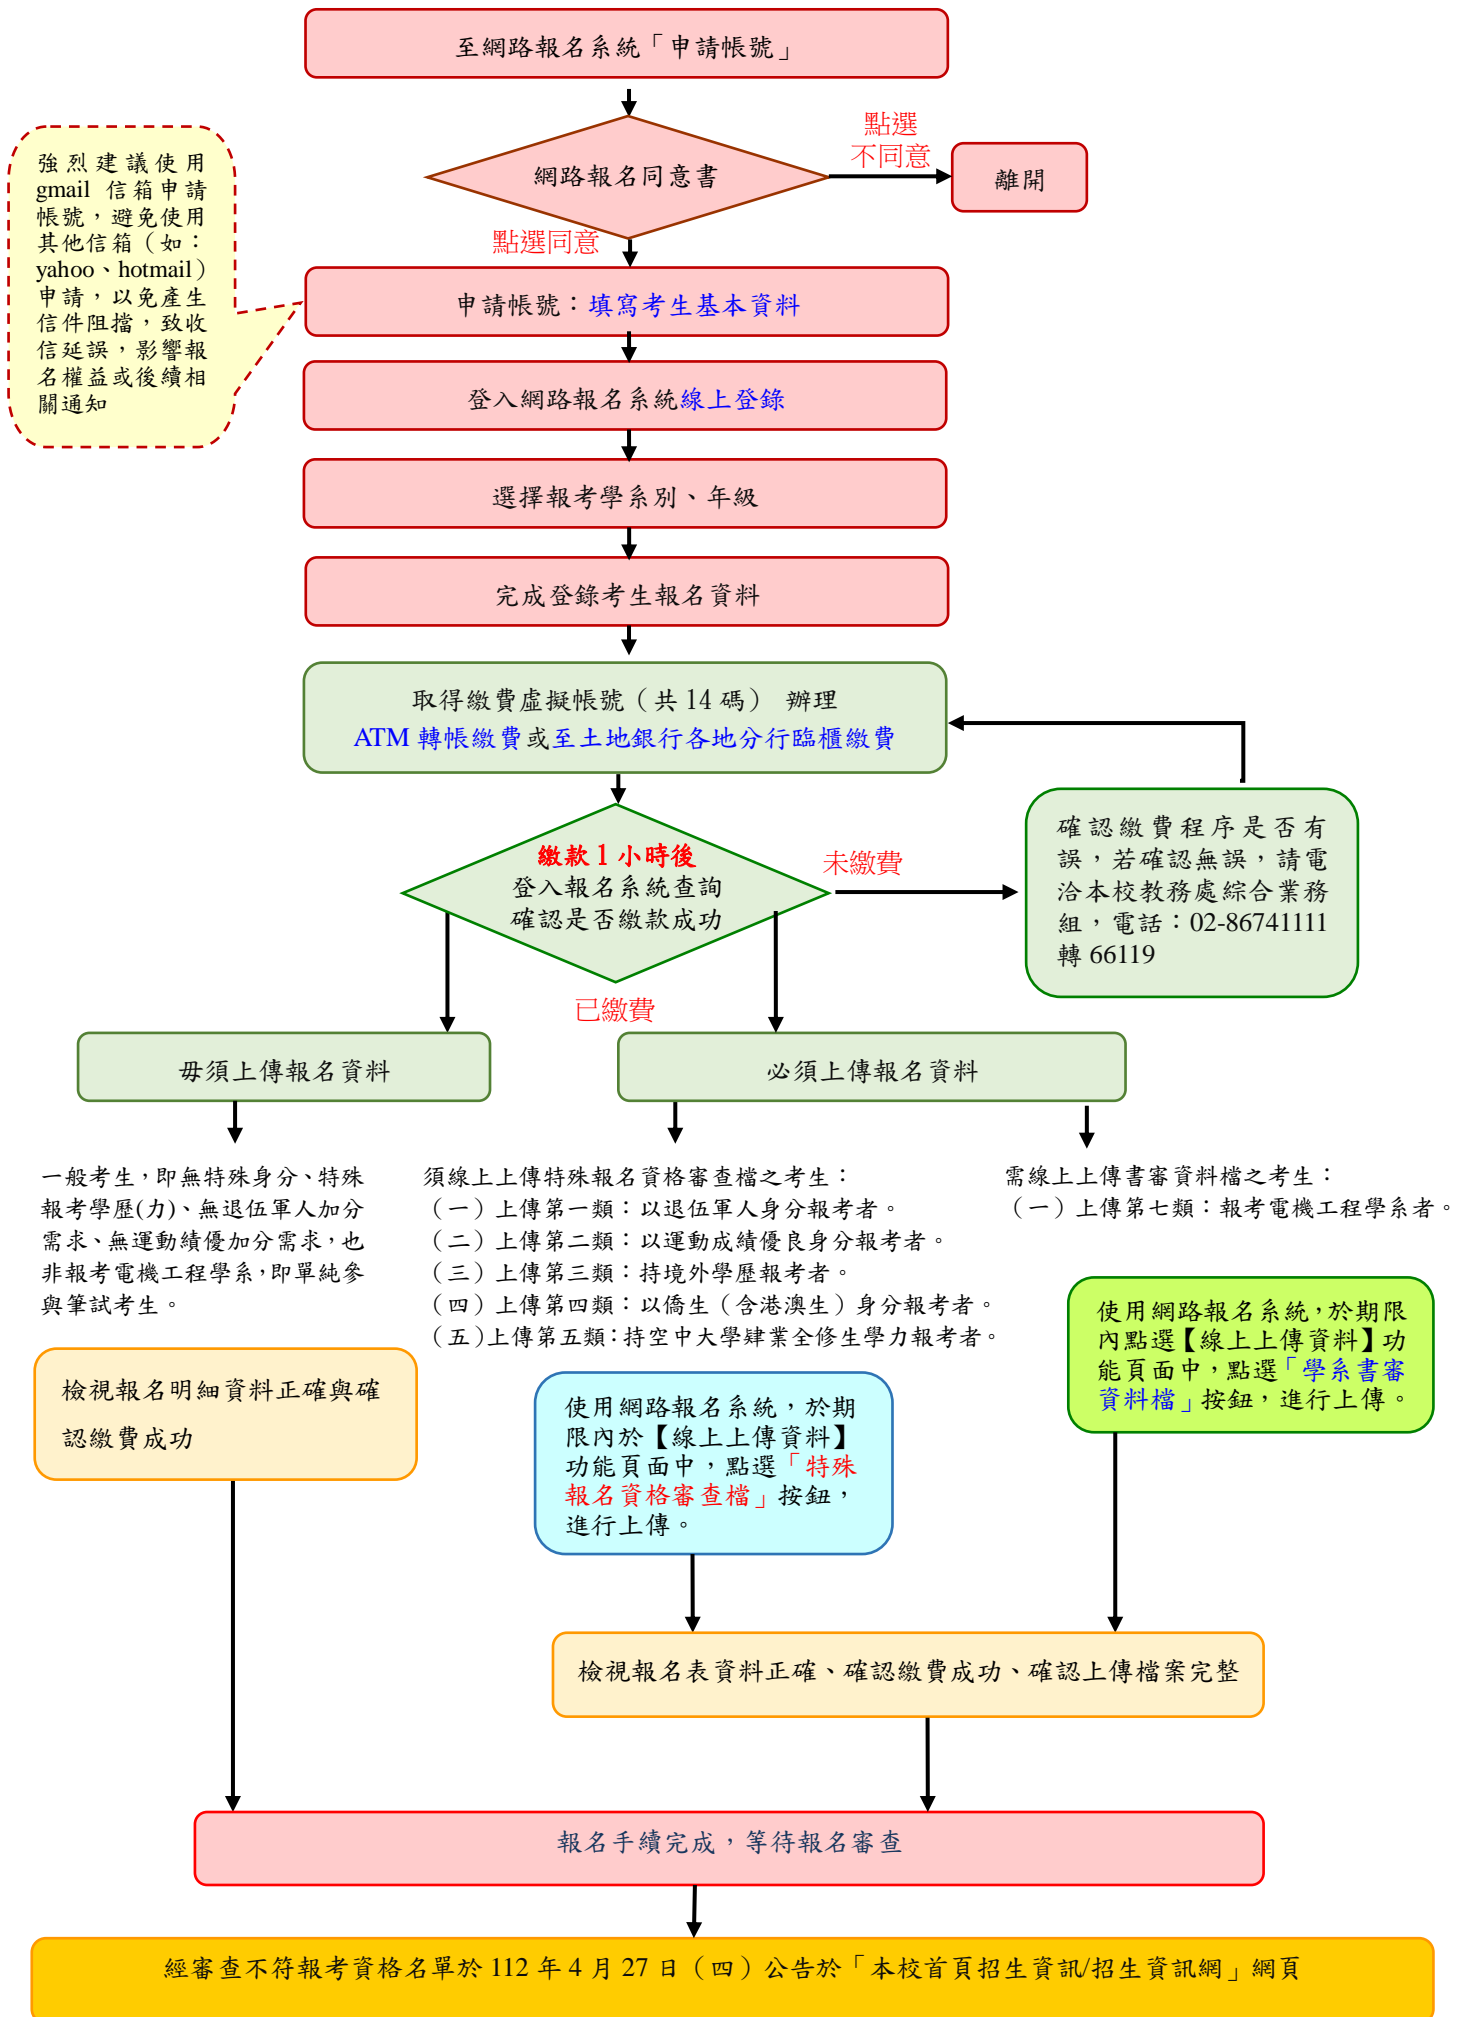 至網路報名系統「申請帳號」
網路報名同意書
點選
不同意
離開
點選同意
強烈建議使用
gmail 信箱申請
帳號，避免使用
其他信箱（如：
yahoo、hotmail）
申請，以免產生
信件阻擋，致收
信延誤，影響報
名權益或後續相
關通知
申請帳號：填寫考生基本資料
登入網路報名系統線上登錄
選擇報考學系別、年級
完成登錄考生報名資料
取得繳費虛擬帳號（共 14 碼） 辦理
ATM 轉帳繳費或至土地銀行各地分行臨櫃繳費
繳款 1 小時後
登入報名系統查詢
確認是否繳款成功
未繳費
確認繳費程序是否有
誤，若確認無誤，請電
洽本校教務處綜合業務
組，電話：02-86741111
轉 66119
已繳費
毋須上傳報名資料
必須上傳報名資料
一般考生，即無特殊身分、特殊
報考學歷(力)、無退伍軍人加分
需求、無運動績優加分需求，也
非報考電機工程學系，即單純參
與筆試考生。
須線上上傳特殊報名資格審查檔之考生：
（一）上傳第一類：以退伍軍人身分報考者。
（二）上傳第二類：以運動成績優良身分報考者。
（三）上傳第三類：持境外學歷報考者。
（四）上傳第四類：以僑生（含港澳生）身分報考者。
（五）上傳第五類：持空中大學肄業全修生學力報考者。
需線上上傳書審資料檔之考生：
（一）上傳第七類：報考電機工程學系者。
檢視報名明細資料正確與確
認繳費成功
使用網路報名系統，於期
限內於【線上上傳資料】
功能頁面中，點選「特殊
報名資格審查檔」按鈕，
進行上傳。
使用網路報名系統，於期限
內點選【線上上傳資料】功
能頁面中，點選「學系書審
資料檔」按鈕，進行上傳。
檢視報名表資料正確、確認繳費成功、確認上傳檔案完整
報名手續完成，等待報名審查
經審查不符報考資格名單於 112 年 4 月 27 日（四）公告於「本校首頁招生資訊/招生資訊網」網頁